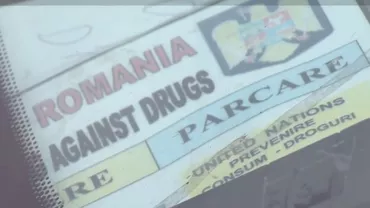 ROMANIA
AGAINST DRUGS
RE
PARCARE
UNITED NATIONS
PREVENIRE
CONSUM - DROGURI